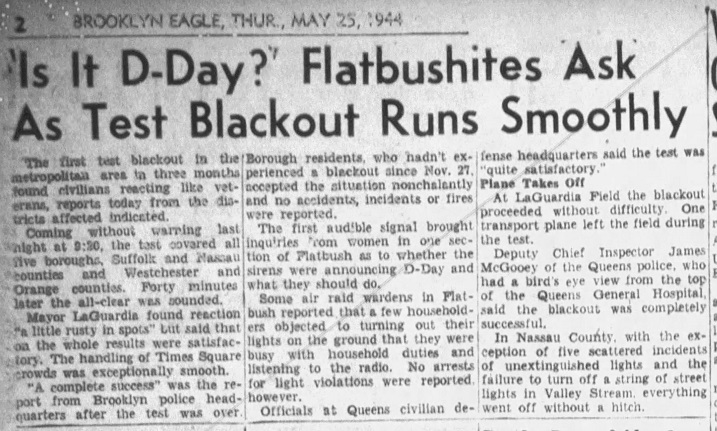 2 BROOKLYN EAGLE, THUR., MAY 25, 1944
'Is It D-Day?' Flatbushites Ask
As Test Blackout Runs Smoothly
The first test blackout in the
metropolitan area in three months
found civilians reacting like vet-
erans, reports today from the dis-
tricts affected indicated.
Coming without warning last
night at 9:30, the test covered all
five boroughs, Suffolk and Nassau
counties and Westchester and
Orange counties. Forty minutes
later the all-clear was sounded.
Mayor LaGuardia found reaction
"a little rusty in spots" but said that
on the whole results were satisfac-
tory. The handling of Times Square
crowds was exceptionally smooth.
"A complete success" was the re-
port from Brooklyn police head-
quarters after the test was over.
Borough residents, who hadn't ex-
perienced a blackout since Nov. 27,
accepted the situation nonchalantly
and no accidents, incidents or fires
were reported.
The first audible signal brought
inquiries from women in one sec-
tion of Flatbush as to whether the
sirens were announcing D-Day and
what they should do.
Some air raid wardens in Flat-
bush reported that a few household-
ers objected to turning out their
lights on the ground that they were
busy with household duties and
listening to the radio. No arrests
for light violations were reported,
however.
Officials at Queens civilian de-
fense headquarters said the test was
"quite satisfactory."
Plane Takes Off
At LaGuardia Field the blackout
proceeded without difficulty. One
transport plane left the field during
the test.
Deputy Chief Inspector James
McGooey of the Queens police, who
had a bird's eye view from the top
of the Queens General Hospital,
said the blackout was completely
successful.
In Nassau County, with the ex-
ception of five scattered incidents
of unextinguished lights and the
failure to turn off a string of street
lights in Valley Stream, everything
went off without a hitch.